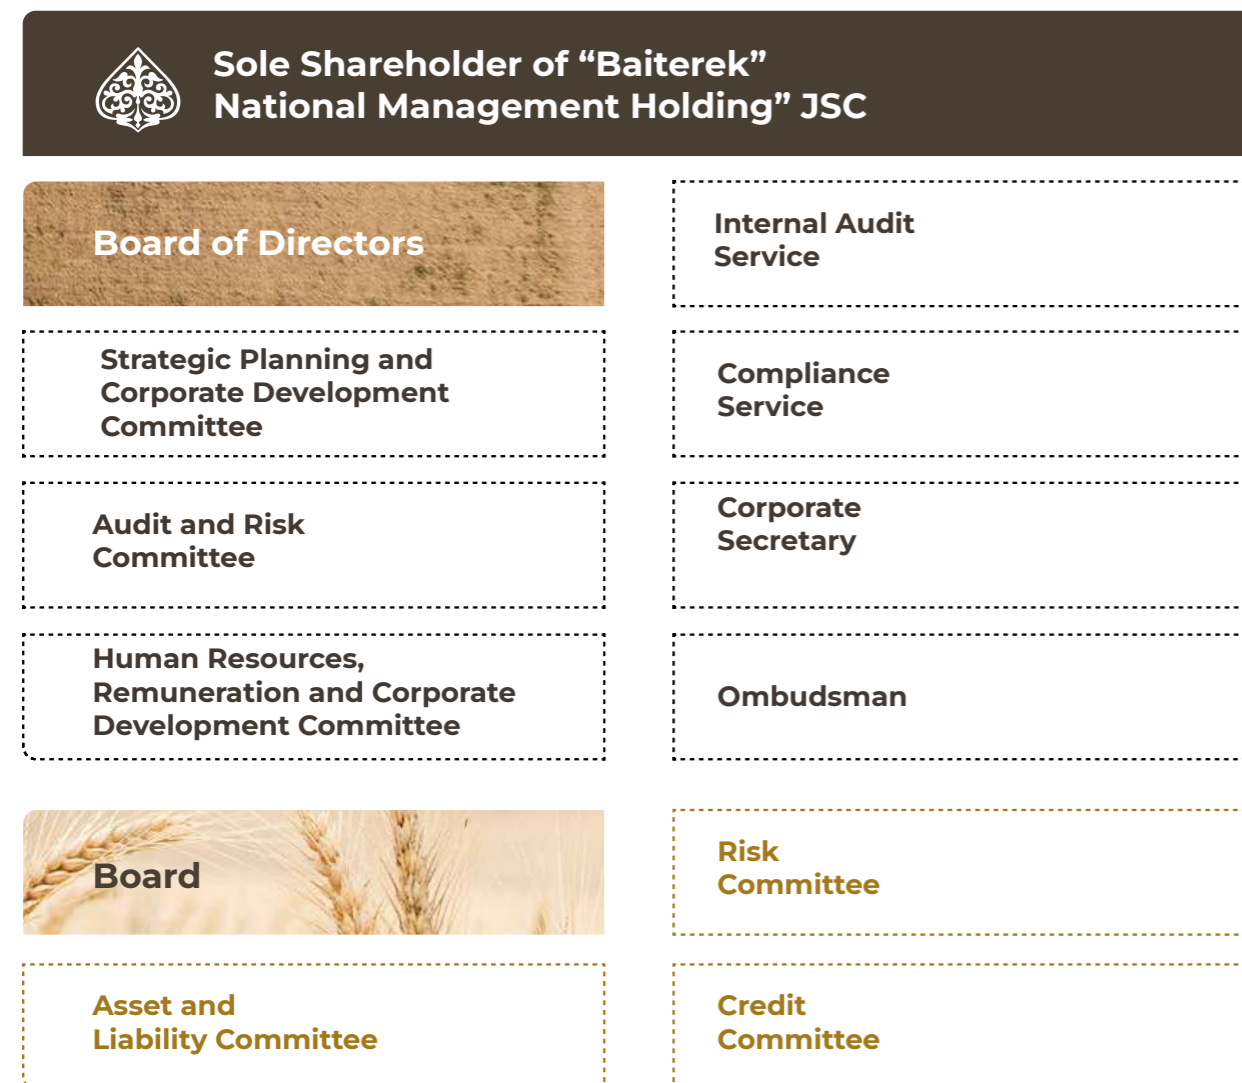 Sole Shareholder of “Baiterek”
National Management Holding” JSC
Board of Directors
Internal Audit
Service
Strategic Planning and
Corporate Development
Committee
Compliance
Service
Audit and Risk
Committee
Corporate
Secretary
Human Resources,
Remuneration and Corporate
Development Committee
Ombudsman
Board
Risk
Committee
Asset and
Liability Committee
Credit
Committee